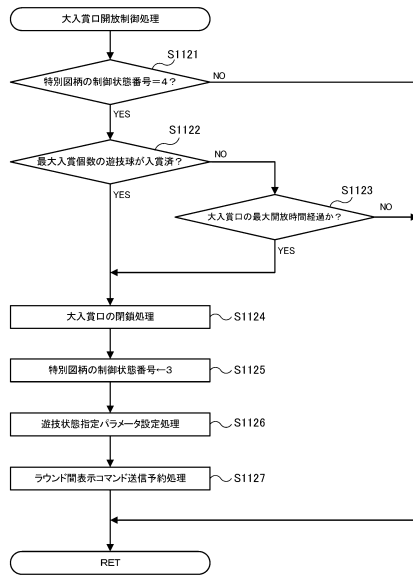 大入賞口開放制御処理
S1121
特別図柄の制御状態番号＝4？
NO
YES
S1122
最大入賞個数の遊技球が入賞済？
NO
YES
S1123
大入賞口の最大開放時間経過か？
NO
YES
大入賞口の閉鎖処理
S1124
特別図柄の制御状態番号←3
S1125
遊技状態指定パラメータ設定処理
S1126
ラウンド間表示コマンド送信予約処理
S1127
RET